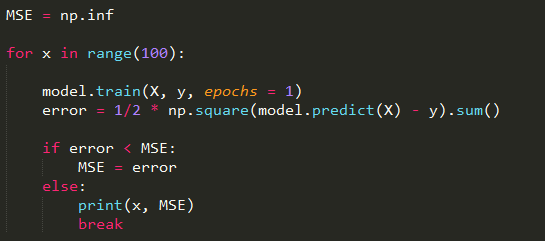 MSE = np.inf
for x in range(100):
model.train(X, y, epochs = 1)
error = 1/2 * np.square(model.predict(X) - y).sum()
if error < MSE:
MSE = error
else:
print(x, MSE)
break